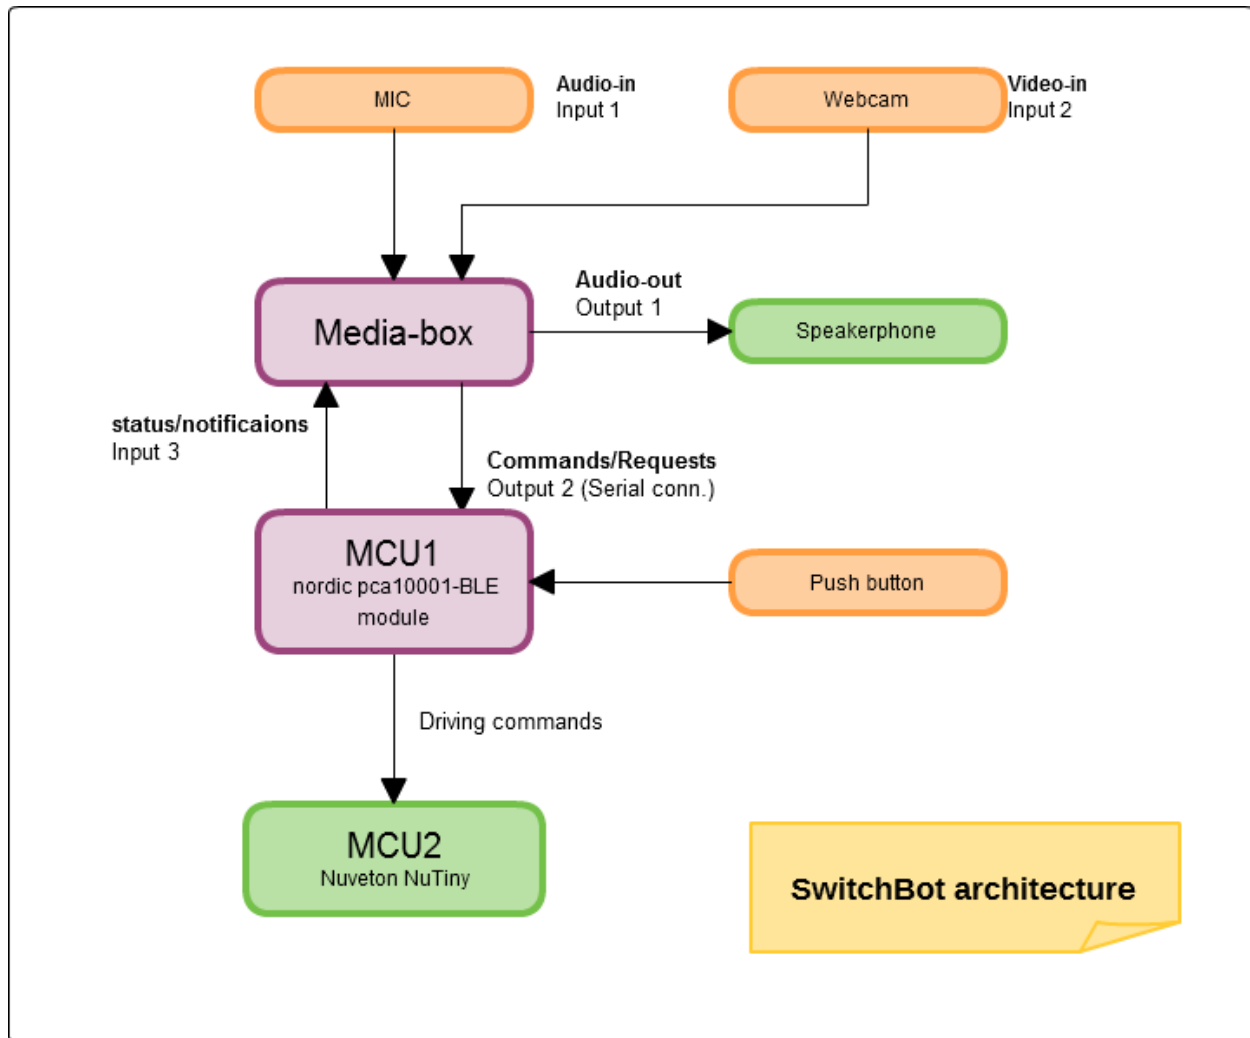 MIC
Audio-in
Input 1
Webcam
Video-in
Input 2
Media-box
Audio-out
Output 1
Speakerphone
status/notificaions
Input 3
Commands/Requests
Output 2 (Serial conn.)
MCU1
nordic pca10001-BLE
module
Push button
Driving commands
MCU2
Nuveton NuTiny
SwitchBot architecture